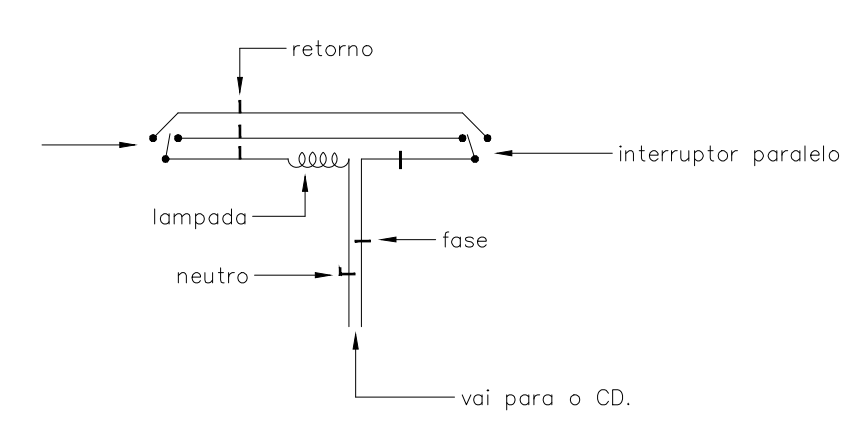 retorno
interruptor paralelo
lampada
fase
neutro
vai para o CD.